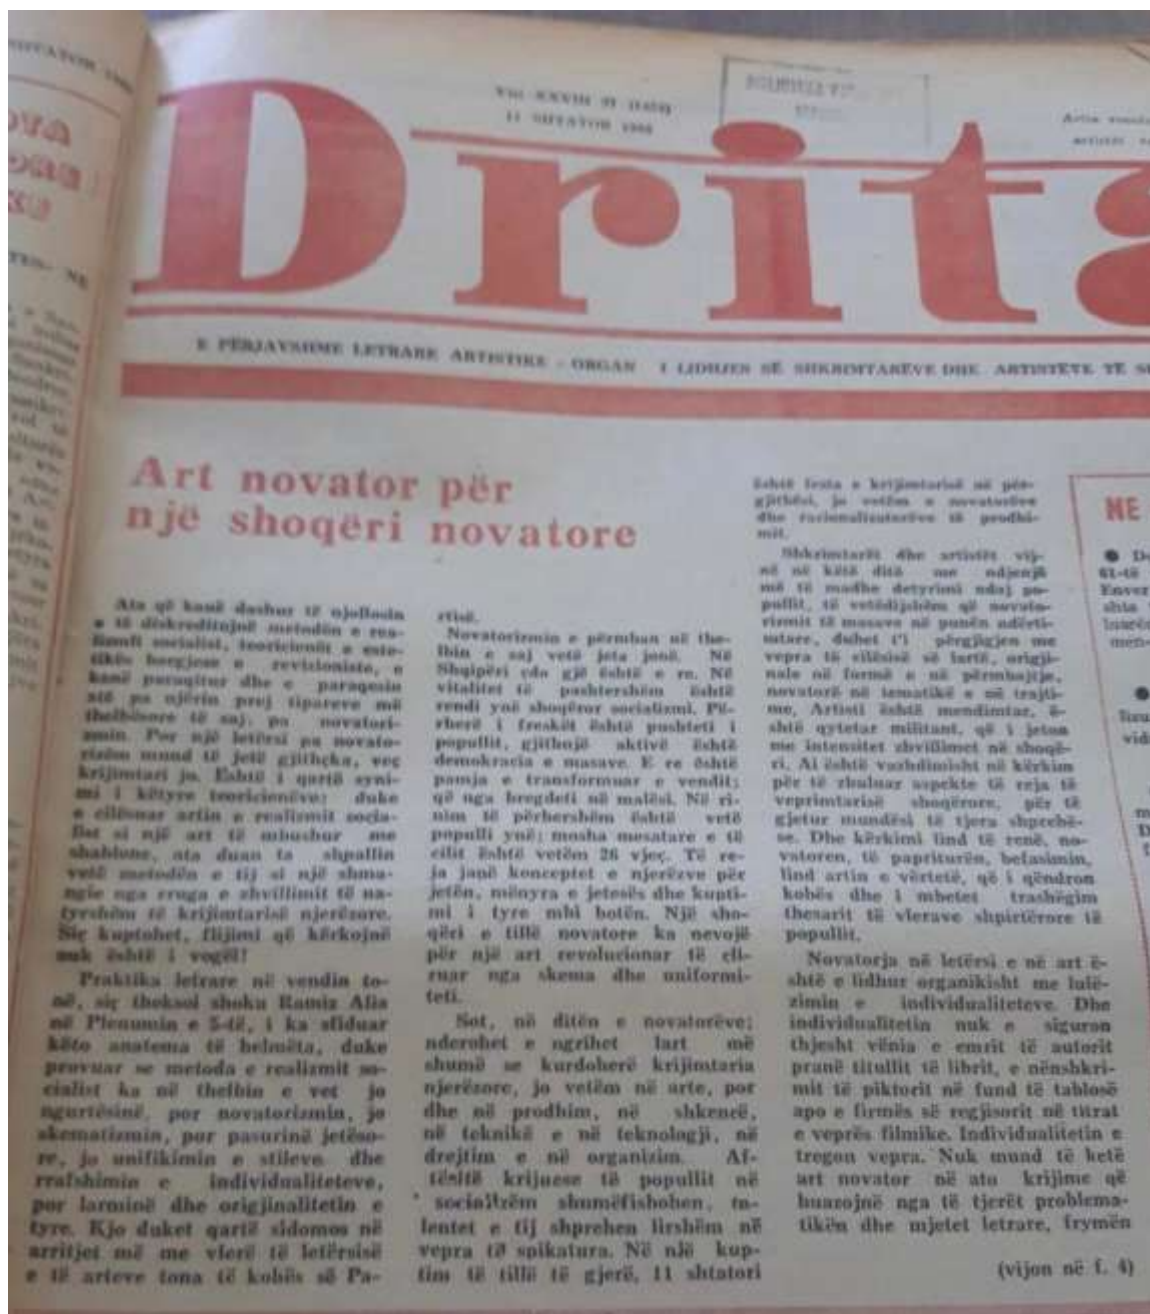 SHTATOR
OVA
TEN- NE
Viti XXVIII
11 SHTATOR
Drita
E PËRJAVSHME LETRARE ARTISTIKE - ORGAN I LIDHJES SË SHKRIMTARËVE DHE ARTISTËVE TË
Art novator për
një shoqëri novatore
Ata që kanë dashur të njollosin
e të diskreditojnë metodën e rea-
lizmit socialist, teoricienët e este-
tikës borgjeze e revizioniste, e
kanë paraqitur dhe e paraqesin
atë pa njërin prej tipareve më
thelbësore të saj, pa novatori-
zmin. Por një letërsi pa novato-
rizëm mund të jetë gjithçka, veç
krijimtari jo. Është i qartë syni-
mi i këtyre teoricienëve: duke
e cilësuar artin e realizmit socia-
list si një art të mbushur me
shabllone, ata duan ta shpallin
vetë metodën e tij si një shma-
ngie nga rruga e zhvillimit të na-
tyrshëm të krijimtarisë njerëzore.
Siç kuptohet, flijimi që kërkojnë
nuk është i vogël!
Praktika letrare në vendin to-
në, siç theksoi shoku Ramiz Alia
në Plenumin e 5-të, i ka sfiduar
këto anatema të helmëta, duke
provuar se metoda e realizmit so-
cialist ka në thelbin e vet jo
ngurtësinë, por novatorizmin, jo
skematizmin, por pasurinë jetëso-
re, jo unifikimin e stileve dhe
rrafshimin e individualiteteve,
por larminë dhe origjinalitetin e
tyre. Kjo duket qartë sidomos në
arritjet më me vlerë të letërsisë
e të arteve tona të kohës së Pa-
rtisë.
Novatorizmin e përmban në the-
lbin e saj vetë jeta jonë. Në
Shqipëri çdo gjë është e re. Në
vitalitet të pashtershëm është
rendi ynë shoqëror socializmi. Pë-
rherë i freskët është pushteti i
popullit, gjithnjë aktivë është
demokracia e masave. E re është
pamja e transformuar e vendit;
që nga bregdeti në malësi. Në ri-
nim të përhershëm është vetë
populli ynë; mosha mesatare e të
cilit është vetëm 26 vjeç. Të re-
ja janë konceptet e njerëzve për
jetën, mënyra e jetesës dhe kupti-
mi i tyre mbi botën. Një sho-
qëri e tillë novatore ka nevojë
për një art revolucionar të çli-
ruar nga skema dhe uniformi-
teti.
Sot, në ditën e novatorëve;
nderohet e ngrihet lart më
shumë se kurdoherë krijimtaria
njerëzore, jo vetëm në arte, por
dhe në prodhim, në shkencë,
në teknikë e në teknologji, në
drejtim e në organizim. Af-
tësitë krijuese të popullit në
shumëfishohen, ta-
lentet e tij shprehen lirshëm në
vepra të spikatura. Në një kup-
tim të tillë të gjerë, 11 shtatori
është festa e krijimtarisë në për-
gjithësi, jo vetëm e novatorëve
dhe racionalizatorëve të prodhi-
mit.
Shkrimtarët dhe artistët vij-
në në këtë ditë me ndjenjë
më të madhe detyrimi ndaj po-
pullit, të vetëdijshëm që novato-
rizmit të masave në punën ndërti-
mtare, duhet t'i përgjigjen me
vepra të cilësisë së lartë, origji-
nale në formë e në përmbajtje,
novatorë në tematikë e në trajti-
me, Artisti është mendimtar, ë-
shtë qytetar militant, që i jeton
me intensitet zhvillimet në shoqë-
ri. Ai është vazhdimisht në kërkim
për të zbuluar aspekte të reja të
veprimtarisë shoqërore, për të
gjetur mundësi të tjera shprehë-
se. Dhe kërkimi lind të renë, no-
vatoren, të papriturën, befasimin,
lind artin e vërtetë, që i qëndron
kohës dhe i mbetet trashëgim
thesarit të vlerave shpirtërore të
popullit.
Novatorja në letërsi e në art ë-
shtë e lidhur organikisht me lulë-
zimin e individualiteteve. Dhe
individualitetin nuk e siguron
thjesht vënia e emrit të autorit
pranë titullit të librit, e nënshkri-
mit të piktorit në fund të tablosë
apo e firmës së regjisorit në titrat
e veprës filmike. Individualitetin e
tregon vepra. Nuk mund të ketë
art novator në ato krijime që
huazojnë nga të tjerët problema-
tikën dhe mjetet letrare, frymën
(vijon në f. 4)
NE
61-të
Enver